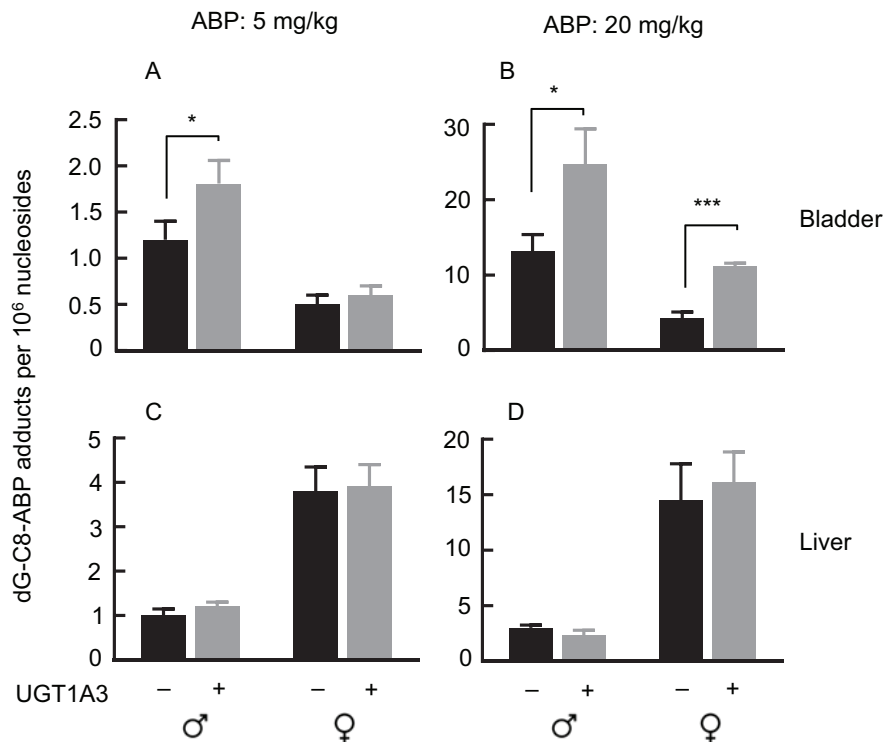 ABP: 5 mg/kg
ABP: 20 mg/kg
A
B
dG-C8-ABP adducts per 10⁶ nucleosides
2.5
2.0
1.5
1.0
0.5
0
*
30
20
10
0
*
***
Bladder
C
D
5
4
3
2
1
0
20
15
10
5
0
Liver
UGT1A3 – + – + – + – +
♂ ♀ ♂ ♀